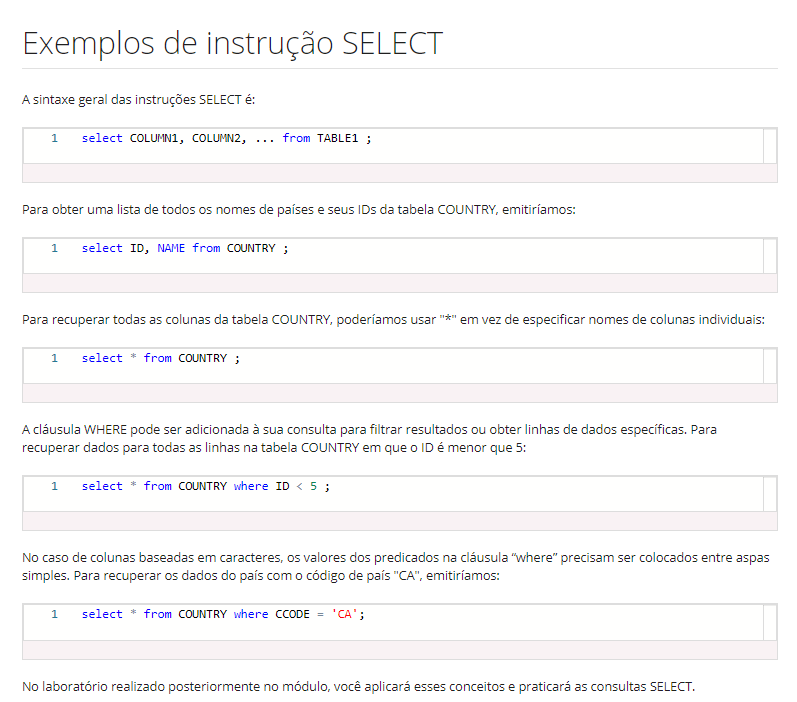 Exemplos de instrução SELECT
A sintaxe geral das instruções SELECT é:
1 select COLUMN1, COLUMN2, ... from TABLE1 ;
Para obter uma lista de todos os nomes de países e seus IDs da tabela COUNTRY, emitiríamos:
1 select ID, NAME from COUNTRY ;
Para recuperar todas as colunas da tabela COUNTRY, poderíamos usar "*" em vez de especificar nomes de colunas individuais:
1 select * from COUNTRY ;
A cláusula WHERE pode ser adicionada à sua consulta para filtrar resultados ou obter linhas de dados específicas. Para
recuperar dados para todas as linhas na tabela COUNTRY em que o ID é menor que 5:
1 select * from COUNTRY where ID < 5 ;
No caso de colunas baseadas em caracteres, os valores dos predicados na cláusula “where” precisam ser colocados entre aspas
simples. Para recuperar os dados do país com o código de país "CA", emitiríamos:
1 select * from COUNTRY where CCODE = 'CA';
No laboratório realizado posteriormente no módulo, você aplicará esses conceitos e praticará as consultas SELECT.